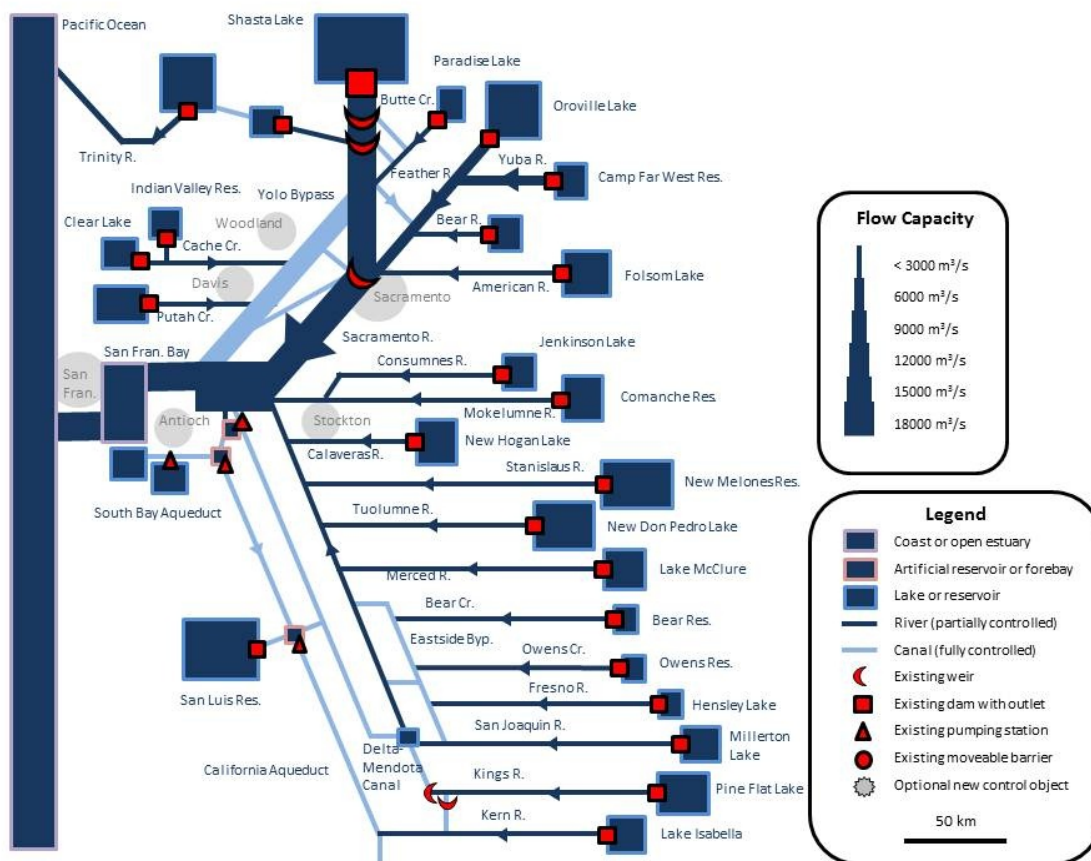 Pacific Ocean
Shasta Lake
Paradise Lake
Butte Cr.
Oroville Lake
Trinity R.
Feather R.
Yuba R.
Camp Far West Res.
Indian Valley Res.
Yolo Bypass
Clear Lake
Woodland
Bear R.
Cache Cr.
Davis
Folsom Lake
American R.
Sacramento
Putah Cr.
Sacramento R.
San Fran. Bay
Consumnes R.
Jenkinson Lake
San
Fran.
Comanche Res.
Mokelumne R.
Antioch
Stockton
New Hogan Lake
Calaveras R.
Stanislaus R.
New Melones Res.
South Bay Aqueduct
Tuolumne R.
New Don Pedro Lake
Lake McClure
Merced R.
Bear Cr.
Bear Res.
Eastside Byp.
Owens Cr.
Owens Res.
San Luis Res.
Fresno R.
Hensley Lake
San Joaquin R.
Millerton
Lake
Delta-
Mendota
Canal
California Aqueduct
Kings R.
Pine Flat Lake
Kern R.
Lake Isabella
Flow Capacity
< 3000 m³/s
6000 m³/s
9000 m³/s
12000 m³/s
15000 m³/s
18000 m³/s
Legend
Coast or open estuary
Artificial reservoir or forebay
Lake or reservoir
River (partially controlled)
Canal (fully controlled)
Existing weir
Existing dam with outlet
Existing pumping station
Existing moveable barrier
Optional new control object
50 km